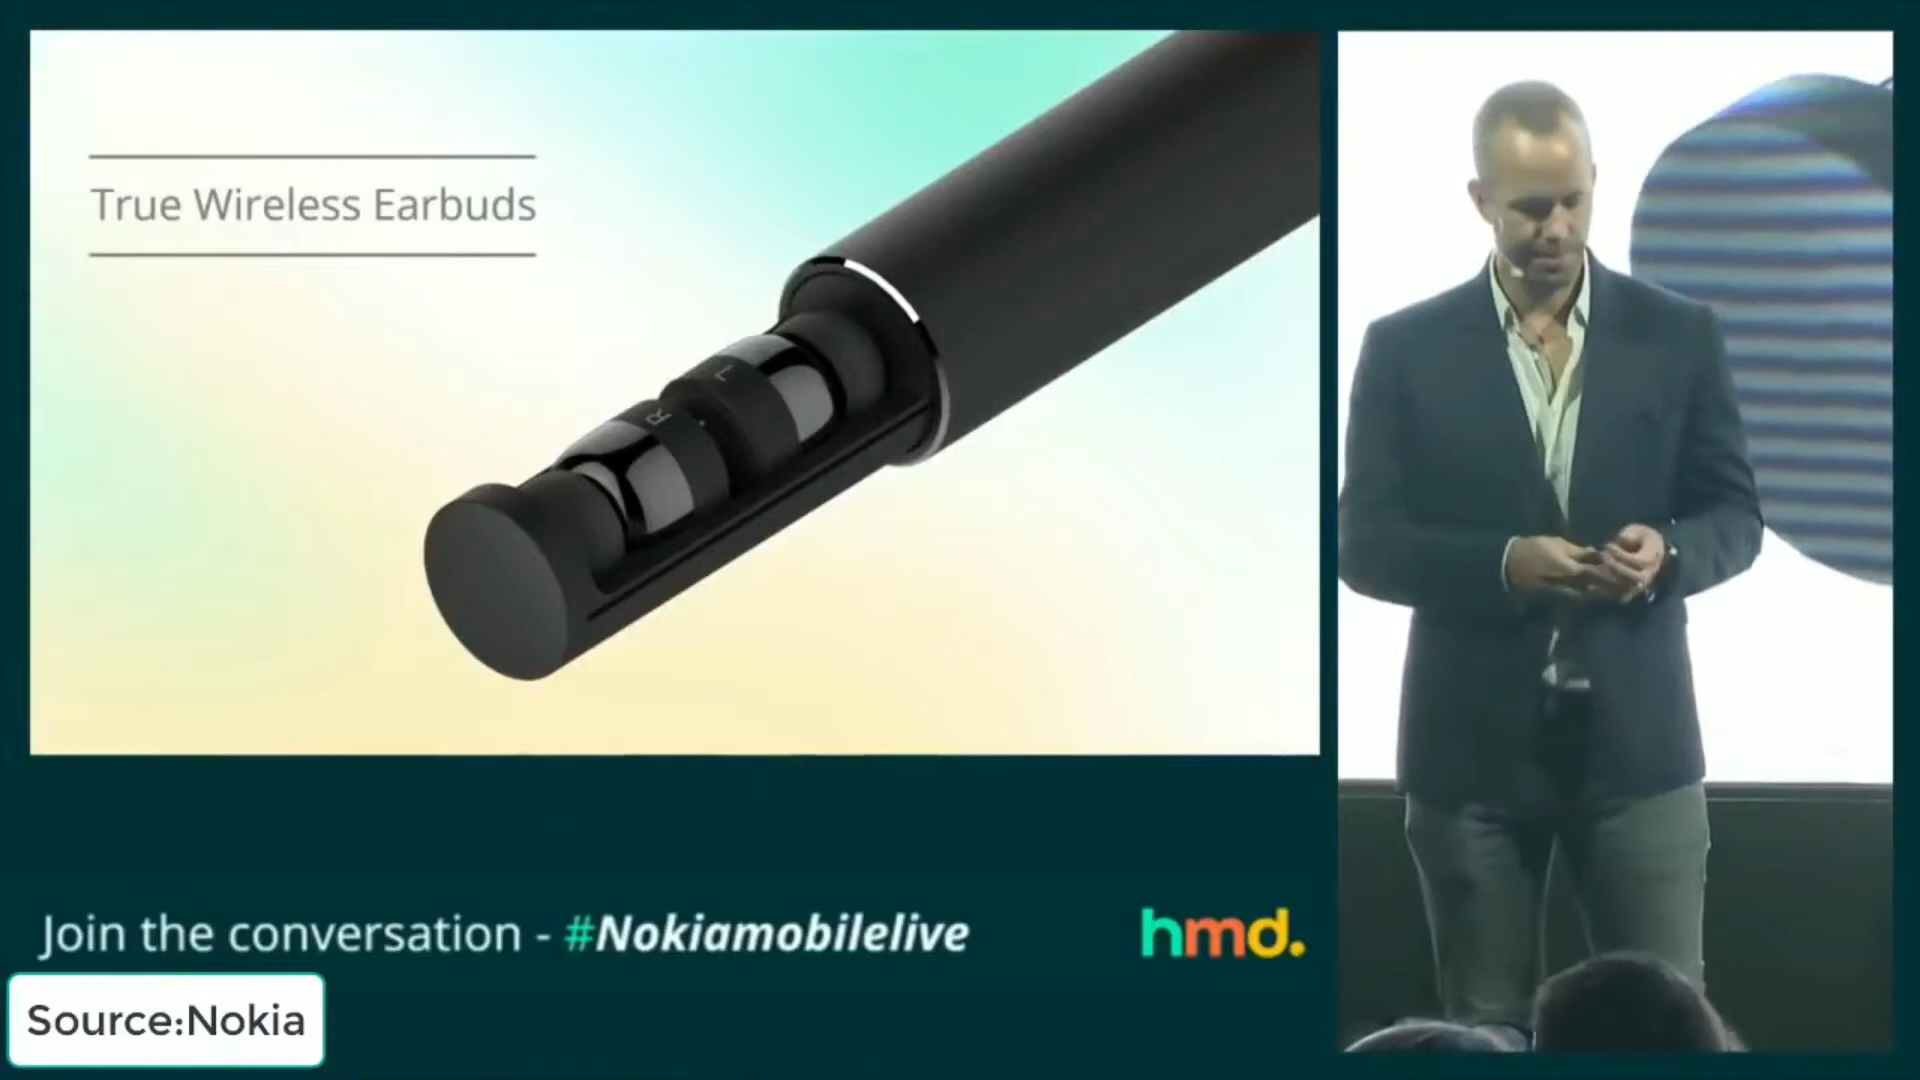 True Wireless Earbuds
L
R
Join the conversation - #Nokiamobilelive
hmd.
Source:Nokia